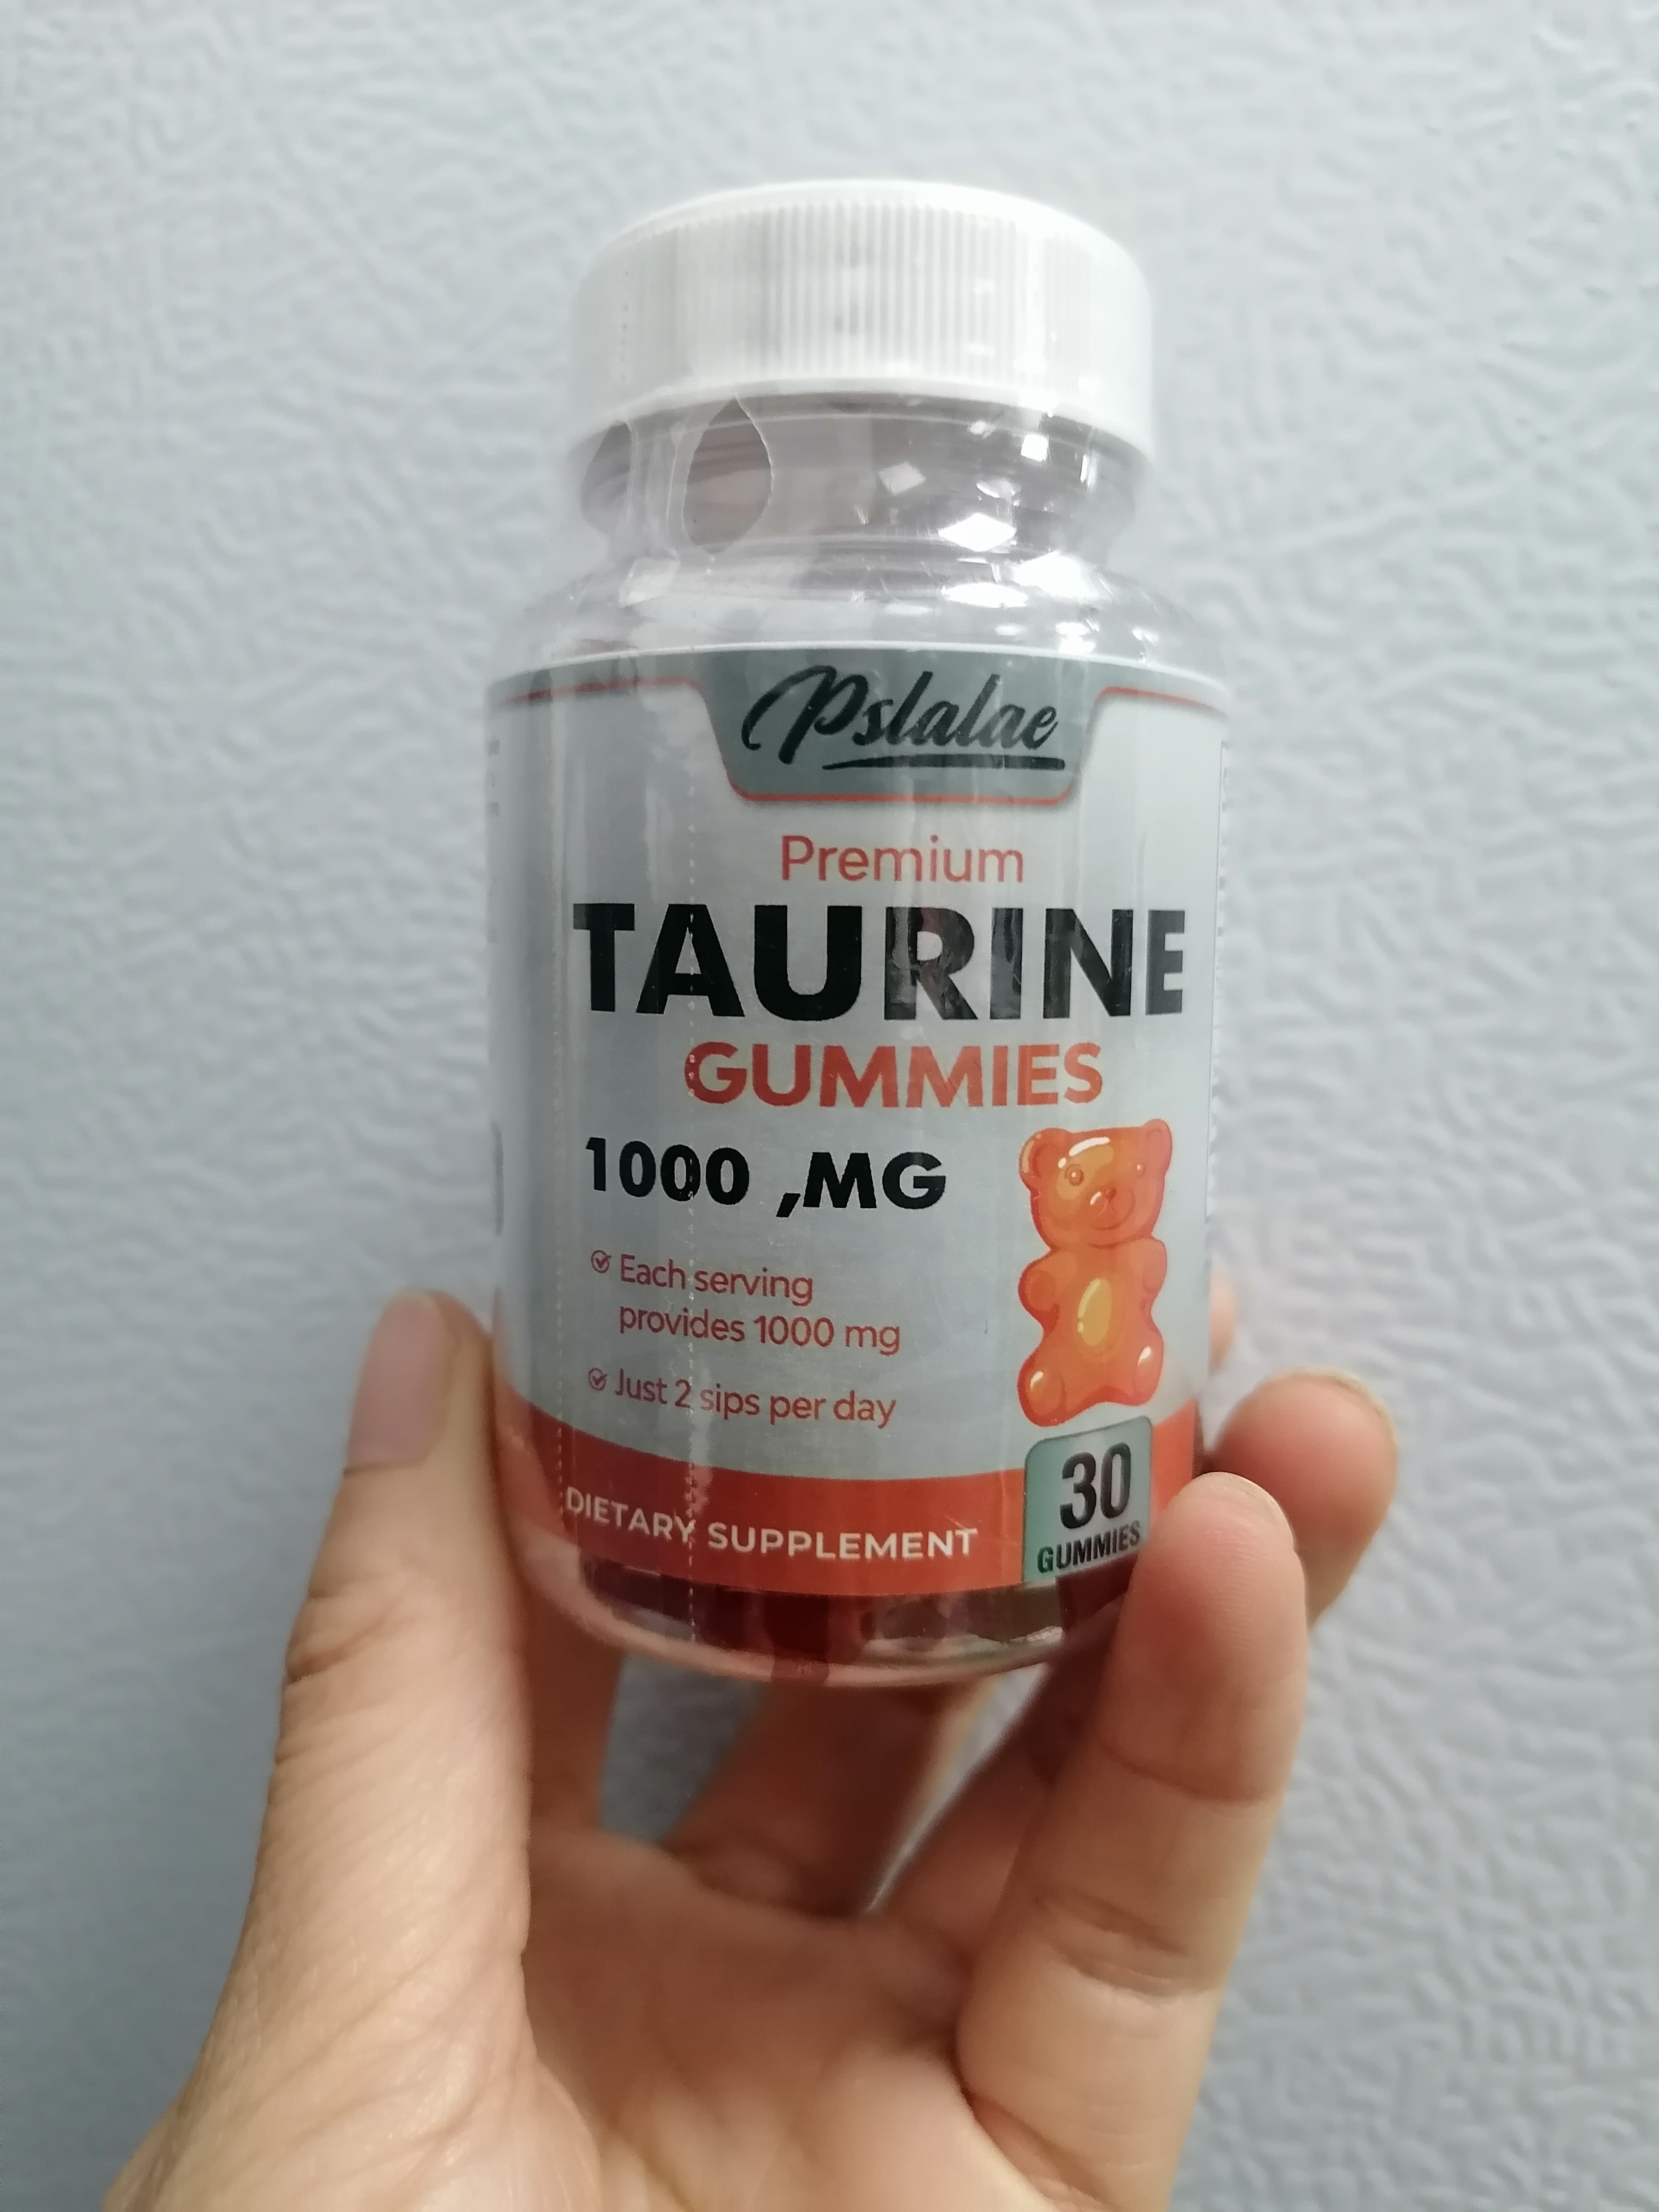 Pslalae
Premium
TAURINE
GUMMIES
1000 ,MG
Each serving
provides 1000 mg
Just 2 sips per day
DIETARY SUPPLEMENT
30
GUMMIES